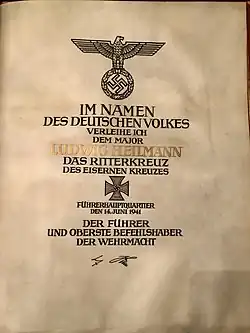 IM NAMEN
DES DEUTSCHEN VOLKES
VERLEIHE ICH
DEM MAJOR
LUDWIG HEILMANN
DAS RITTERKREUZ
DES EISERNEN KREUZES
FÜHRERHAUPTQUARTIER
DEN 14. JUNI 1941
DER FÜHRER
UND OBERSTE BEFEHLSHABER
DER WEHRMACHT